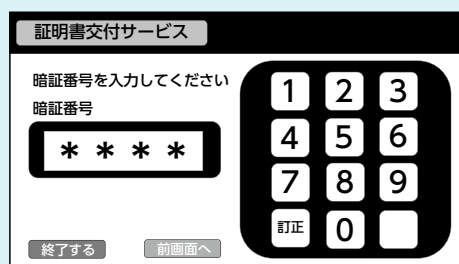 証明書交付サービス
暗証番号を入力してください
暗証番号
＊＊＊＊
1 2 3
4 5 6
7 8 9
訂正 0
終了する 前画面へ